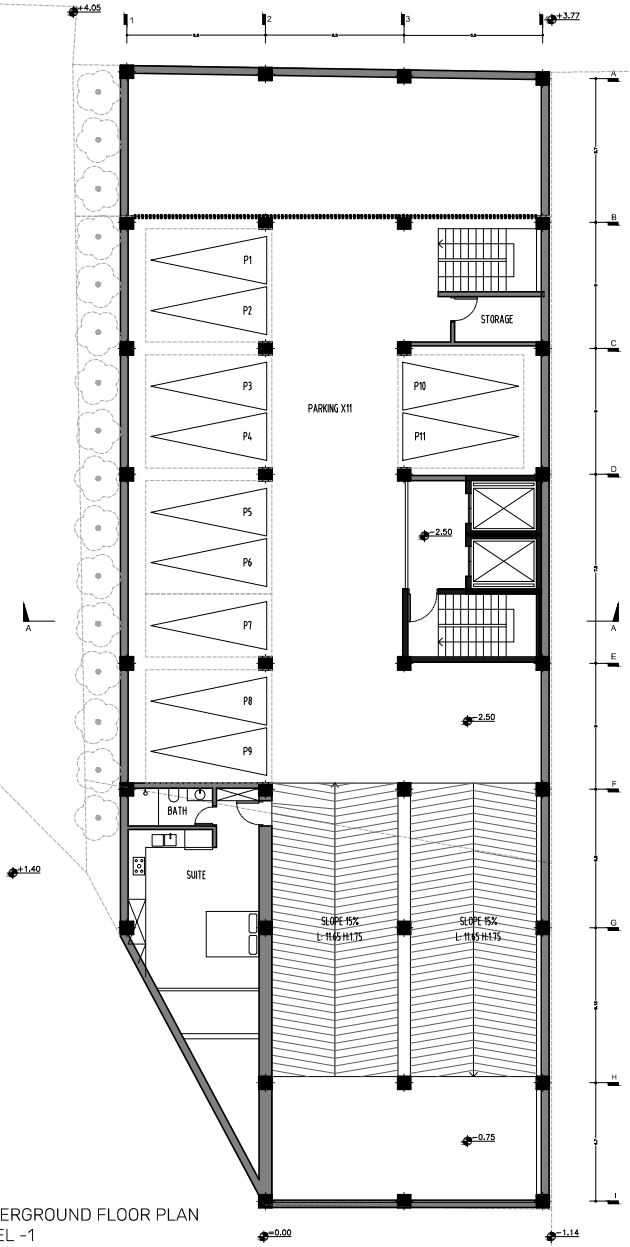 +4.05
+3.77
1
2
3
A
B
P1
P2
STORAGE
C
P3
P10
PARKING X11
P4
P11
D
P5
-2.50
P6
A
P7
A
E
P8
-2.50
P9
F
BATH
+1.40
SUITE
SLOPE 15%
L: 11.65 H:1.75
SLOPE 15%
L: 11.65 H:1.75
G
H
-0.75
I
ERGROUND FLOOR PLAN
EL -1
-1.14